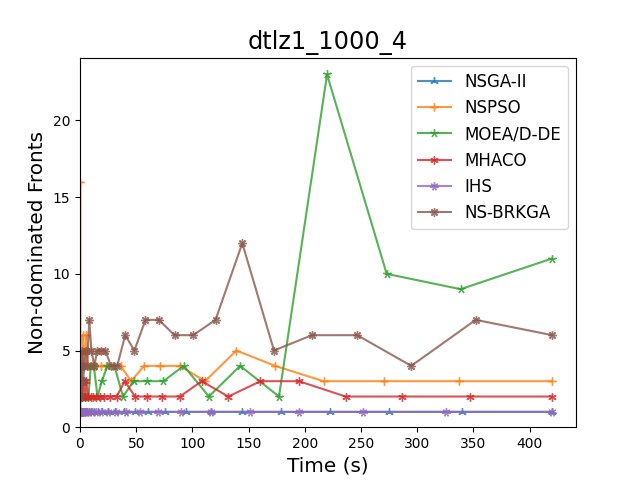 dtlz1_1000_4
Non-dominated Fronts
20
15
10
5
0
0 50 100 150 200 250 300 350 400
Time (s)
NSGA-II
NSPSO
MOEA/D-DE
MHACO
IHS
NS-BRKGA